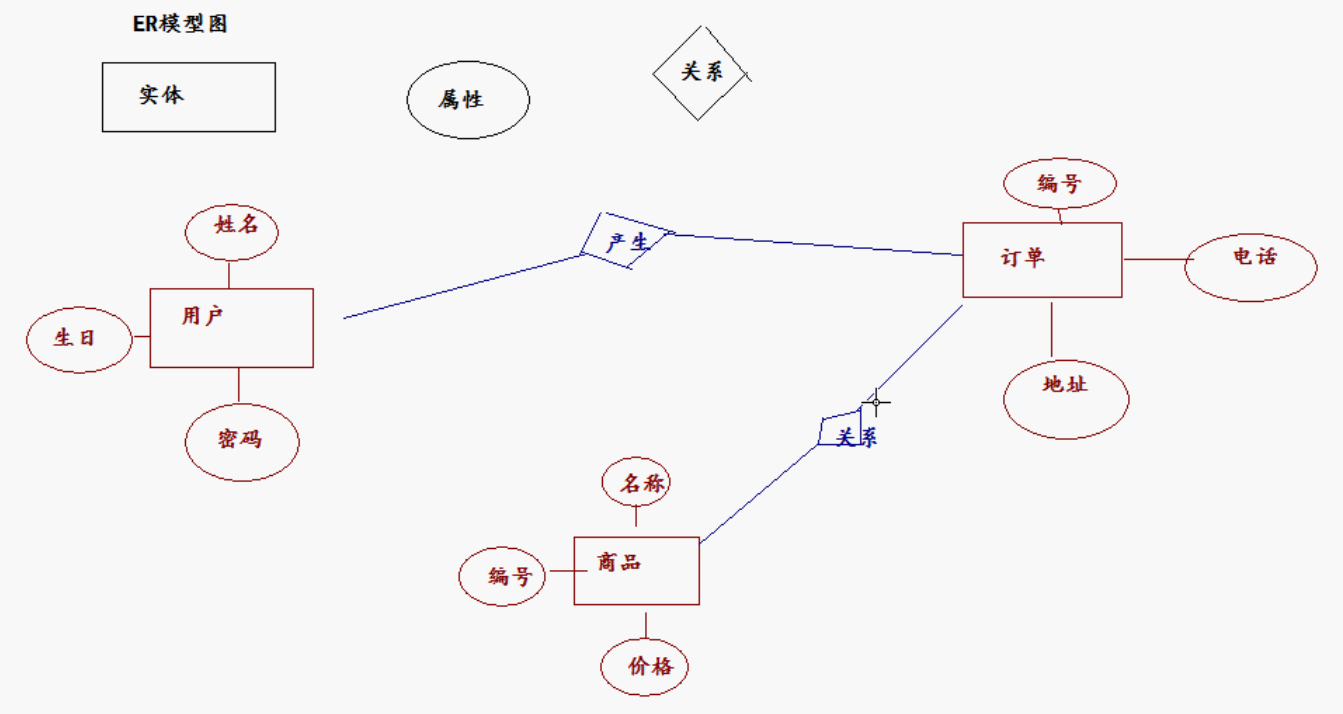 ER模型图
实体
属性
关系
编号
姓名
产生
订单
电话
用户
生日
地址
密码
关系
名称
商品
编号
价格